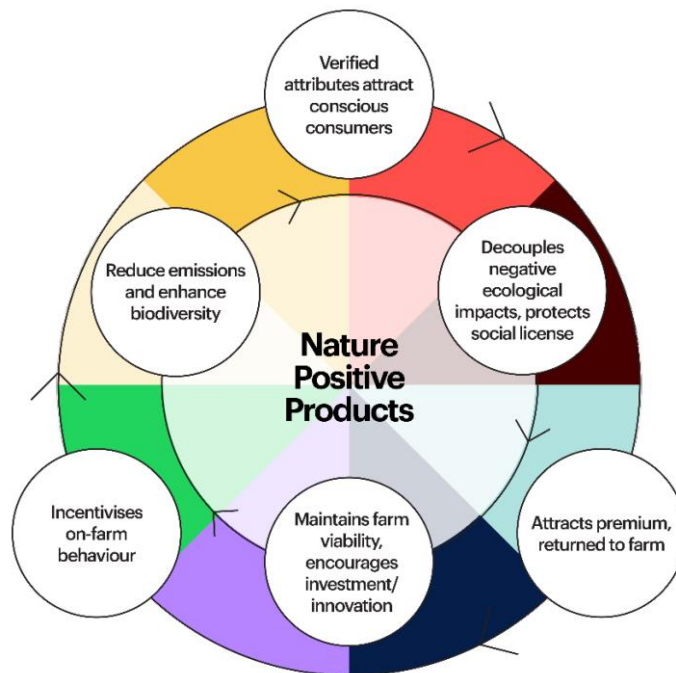 Verified
attributes attract
conscious
consumers
Reduce emissions
and enhance
biodiversity
Decouples
negative
ecological
impacts, protects
social license
Nature
Positive
Products
Incentivises
on-farm
behaviour
Maintains farm
viability,
encourages
investment/
innovation
Attracts premium,
returned to farm